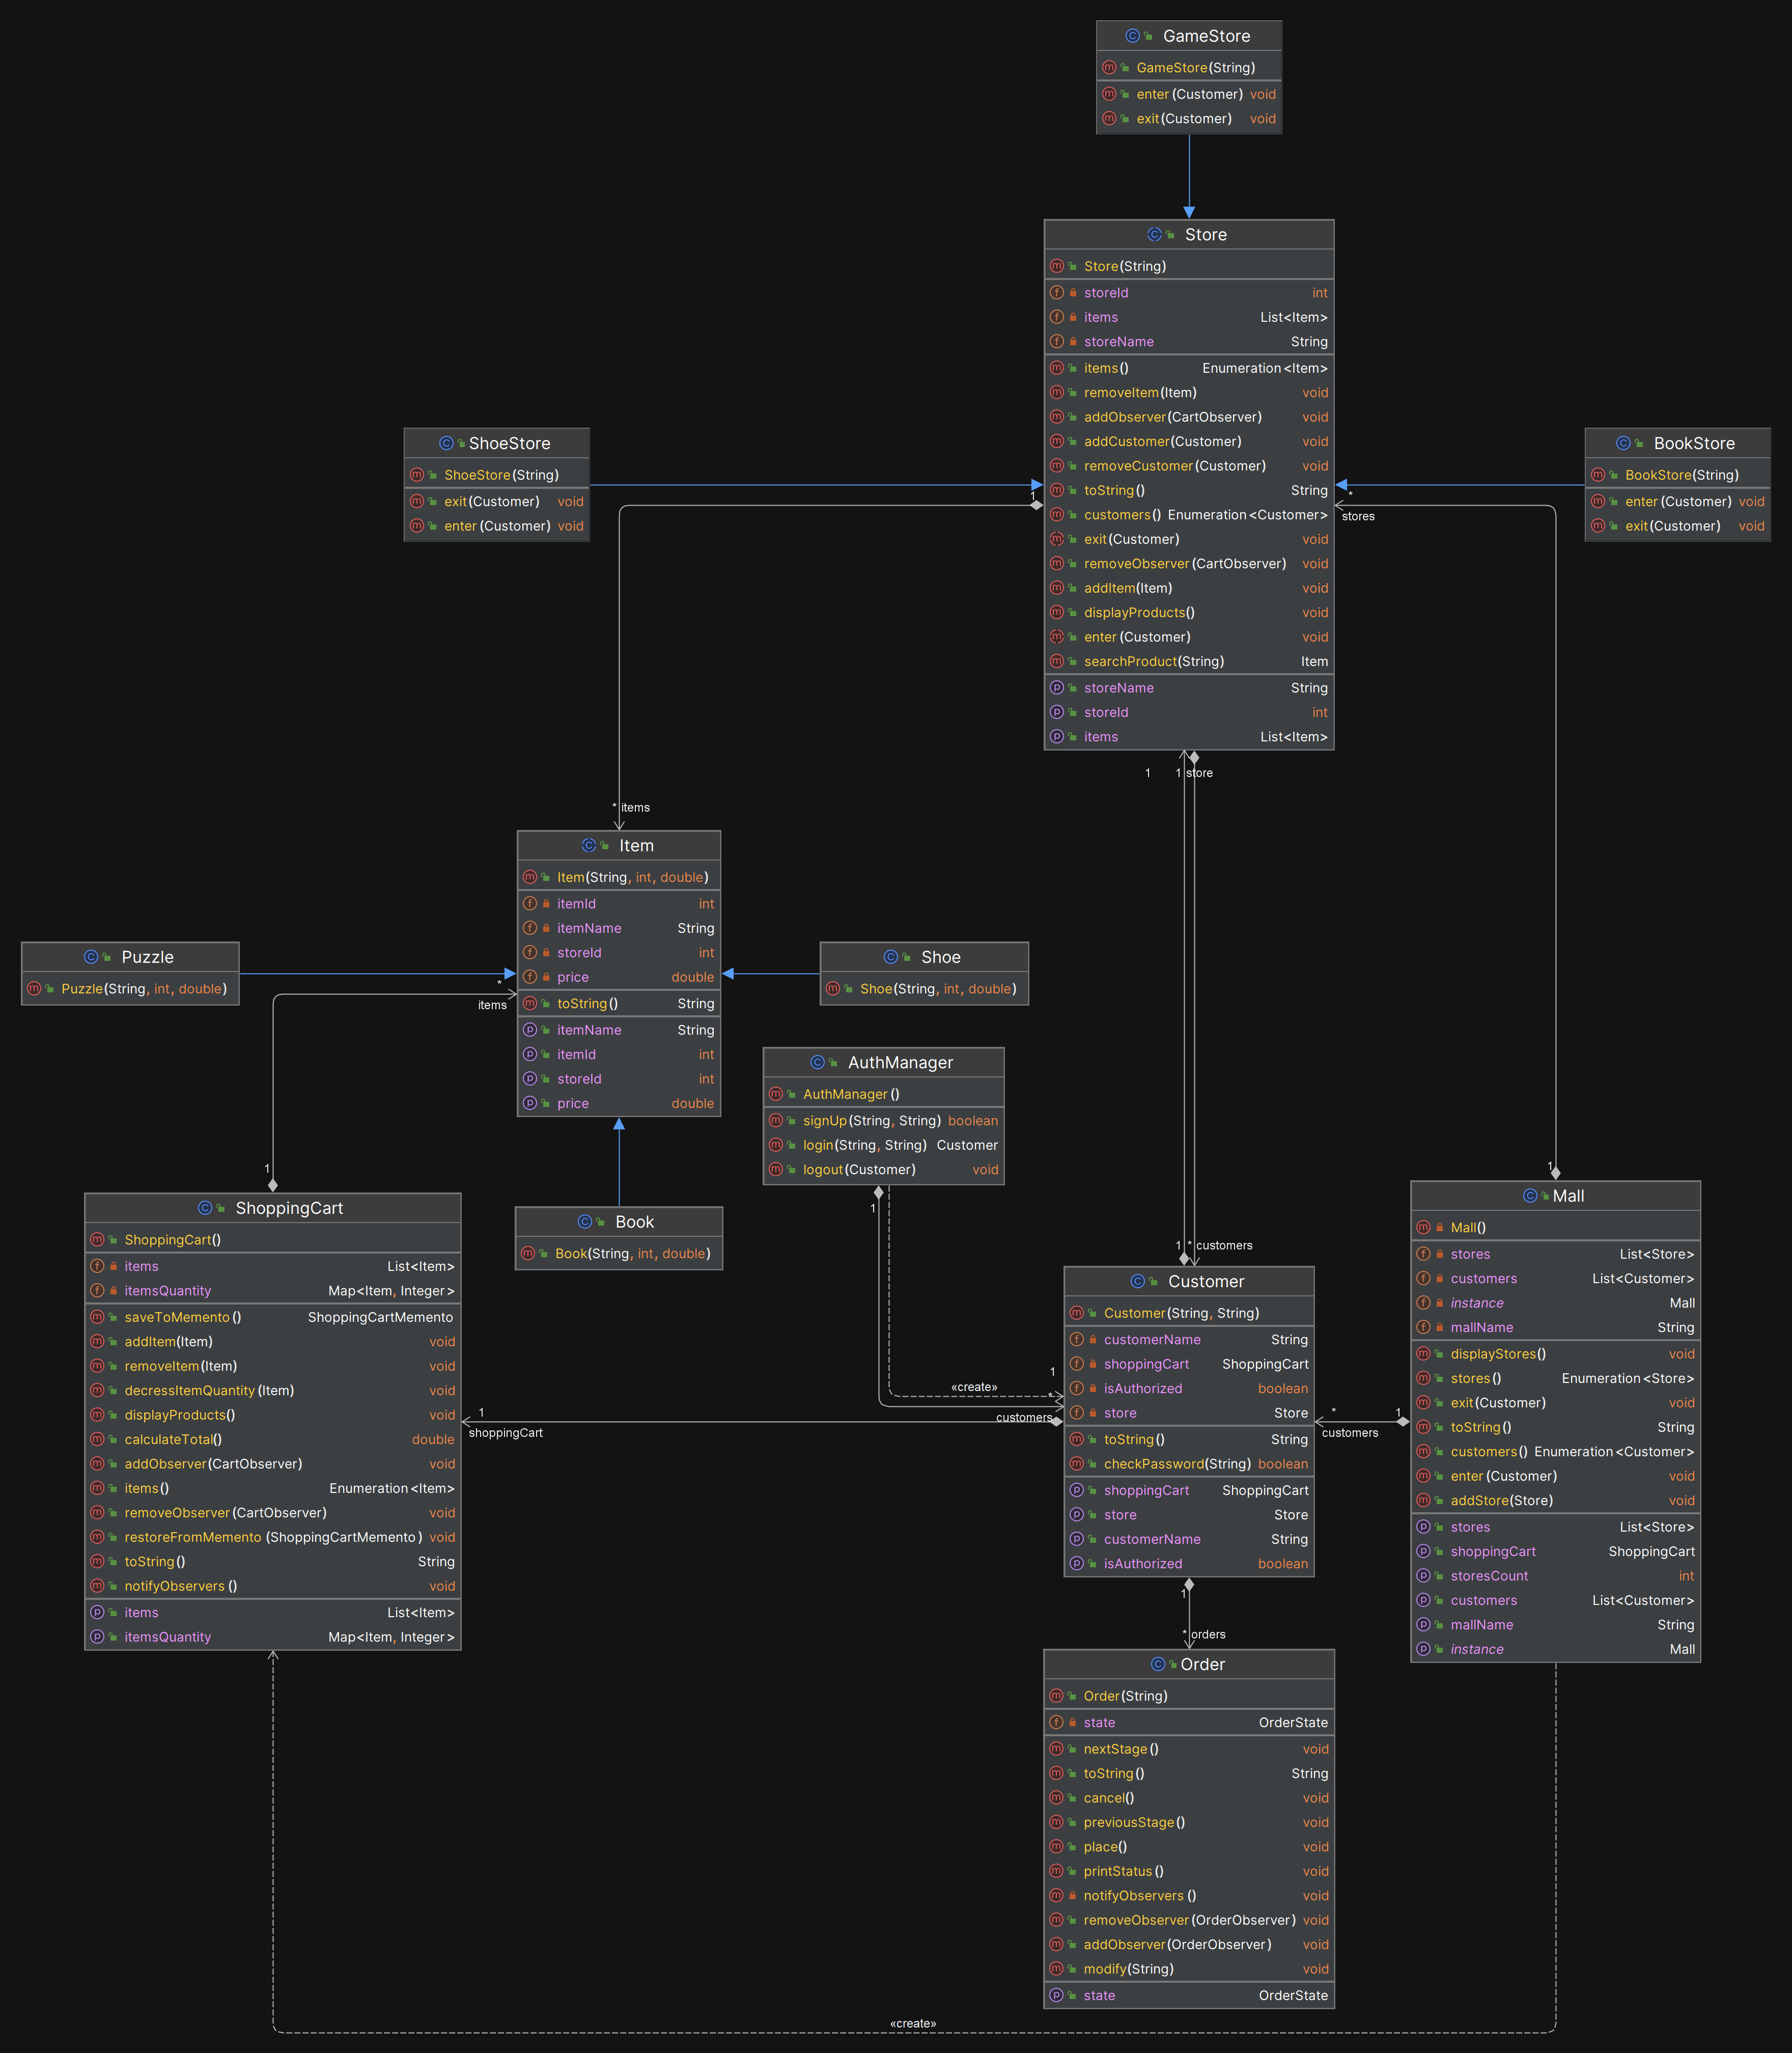 GameStore
GameStore(String)
enter(Customer) void
exit(Customer) void
Store
Store(String)
storeId int
items List<Item>
storeName String
items() Enumeration<Item>
removeItem(Item) void
addObserver(CartObserver) void
addCustomer(Customer) void
removeCustomer(Customer) void
toString() String
customers() Enumeration<Customer>
exit(Customer) void
removeObserver(CartObserver) void
addItem(Item) void
displayProducts() void
enter(Customer) void
searchProduct(String) Item
storeName String
storeId int
items List<Item>
ShoeStore
ShoeStore(String)
exit(Customer) void
enter(Customer) void
BookStore
BookStore(String)
enter(Customer) void
exit(Customer) void
1
*
stores
1
1 store
* items
Item
Item(String, int, double)
itemId int
itemName String
storeId int
price double
toString() String
itemName String
itemId int
storeId int
price double
Puzzle
Puzzle(String, int, double)
Shoe
Shoe(String, int, double)
*
items
AuthManager
AuthManager()
signUp(String, String) boolean
login(String, String) Customer
logout(Customer) void
1
1
1
Book
Book(String, int, double)
1 * customers
ShoppingCart
ShoppingCart()
items List<Item>
itemsQuantity Map<Item, Integer>
saveToMemento() ShoppingCartMemento
addItem(Item) void
removeItem(Item) void
decressItemQuantity(Item) void
displayProducts() void
calculateTotal() double
addObserver(CartObserver) void
items() Enumeration<Item>
removeObserver(CartObserver) void
restoreFromMemento(ShoppingCartMemento) void
toString() String
notifyObservers() void
items List<Item>
itemsQuantity Map<Item, Integer>
Customer
Customer(String, String)
customerName String
shoppingCart ShoppingCart
isAuthorized boolean
store Store
toString() String
checkPassword(String) boolean
shoppingCart ShoppingCart
store Store
customerName String
isAuthorized boolean
Mall
Mall()
stores List<Store>
customers List<Customer>
instance Mall
mallName String
displayStores() void
stores() Enumeration<Store>
exit(Customer) void
toString() String
customers() Enumeration<Customer>
enter(Customer) void
addStore(Store) void
stores List<Store>
shoppingCart ShoppingCart
storesCount int
customers List<Customer>
mallName String
instance Mall
1
«create»
*
customers
1
shoppingCart
*
customers
1
1
* orders
Order
Order(String)
state OrderState
nextStage() void
toString() String
cancel() void
previousStage() void
place() void
printStatus() void
notifyObservers() void
removeObserver(OrderObserver) void
addObserver(OrderObserver) void
modify(String) void
state OrderState
«create»